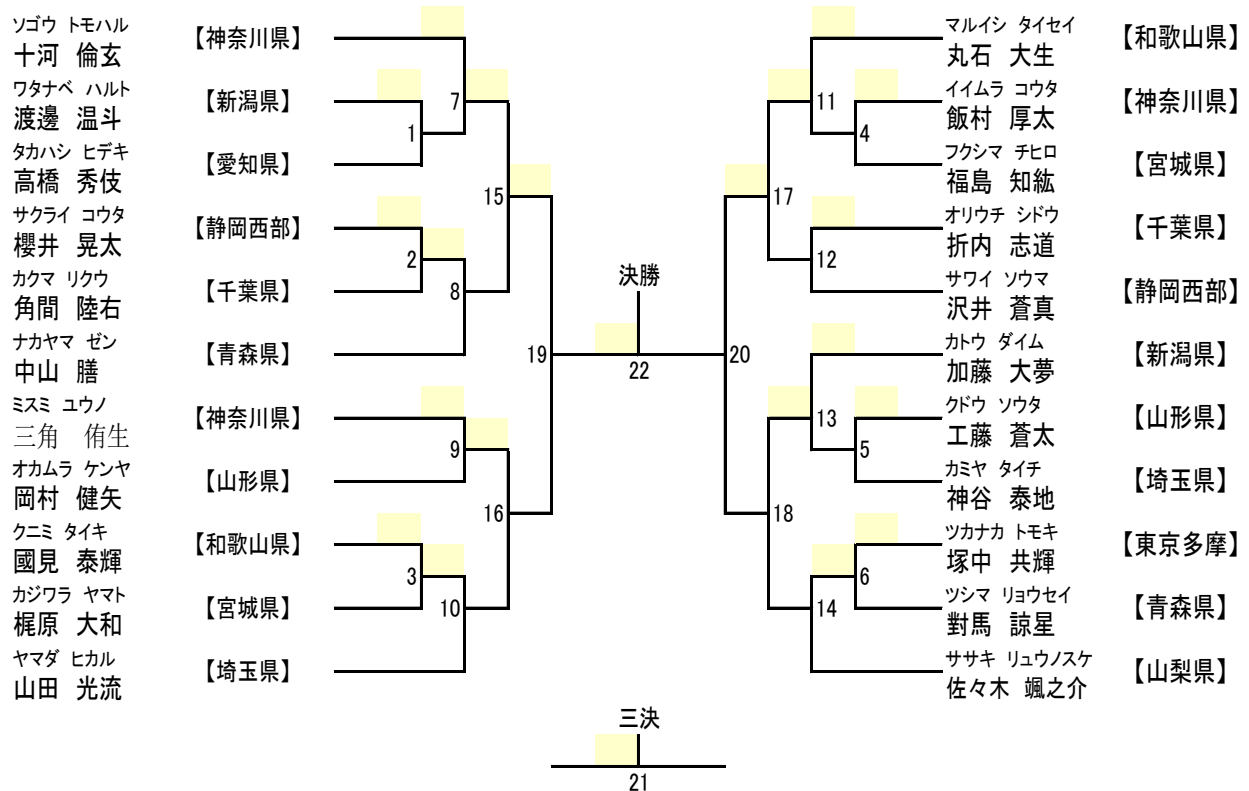 ソゴウ トモハル
十河 倫玄 【神奈川県】
ワタナベ ハルト
渡邊 温斗 【新潟県】
タカハシ ヒデキ
高橋 秀伎 【愛知県】
サクライ コウタ
櫻井 晃太 【静岡西部】
カクマ リクウ
角間 陸右 【千葉県】
ナカヤマ ゼン
中山 膳 【青森県】
ミスミ ユウノ
三角 侑生 【神奈川県】
オカムラ ケンヤ
岡村 健矢 【山形県】
クニミ タイキ
國見 泰輝 【和歌山県】
カジワラ ヤマト
梶原 大和 【宮城県】
ヤマダ ヒカル
山田 光流 【埼玉県】
7
1
15
2
8
19
9
16
3
10
決勝
22
三決
21
11
4
17
12
20
13
5
18
6
14
マルイシ タイセイ
丸石 大生 【和歌山県】
イイムラ コウタ
飯村 厚太 【神奈川県】
フクシマ チヒロ
福島 知紘 【宮城県】
オリウチ シドウ
折内 志道 【千葉県】
サワイ ソウマ
沢井 蒼真 【静岡西部】
カトウ ダイム
加藤 大夢 【新潟県】
クドウ ソウタ
工藤 蒼太 【山形県】
カミヤ タイチ
神谷 泰地 【埼玉県】
ツカナカ トモキ
塚中 共輝 【東京多摩】
ツシマ リョウセイ
對馬 諒星 【青森県】
ササキ リュウノスケ
佐々木 颯之介 【山梨県】